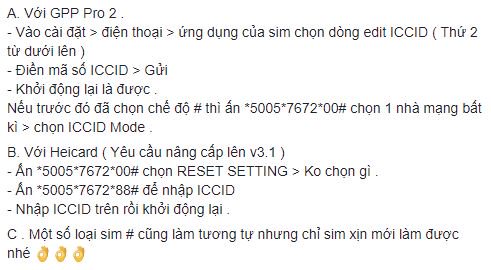 A. Với GPP Pro 2 .
- Vào cài đặt > điện thoại > ứng dụng của sim chọn dòng edit ICCID ( Thứ 2
từ dưới lên )
- Điền mã số ICCID > Gửi
- Khởi động lại là được .
Nếu trước đó đã chọn chế độ # thì ấn *5005*7672*00# chọn 1 nhà mạng bất
kì > chọn ICCID Mode .
B. Với Heicard ( Yêu cầu nâng cấp lên v3.1 )
- Ấn *5005*7672*00# chọn RESET SETTING > Ko chọn gì .
- Ấn *5005*7672*88# để nhập ICCID
- Nhập ICCID trên rồi khởi động lại .
C . Một số loại sim # cũng làm tương tự nhưng chỉ sim xịn mới làm được
nhé 👌👌👌